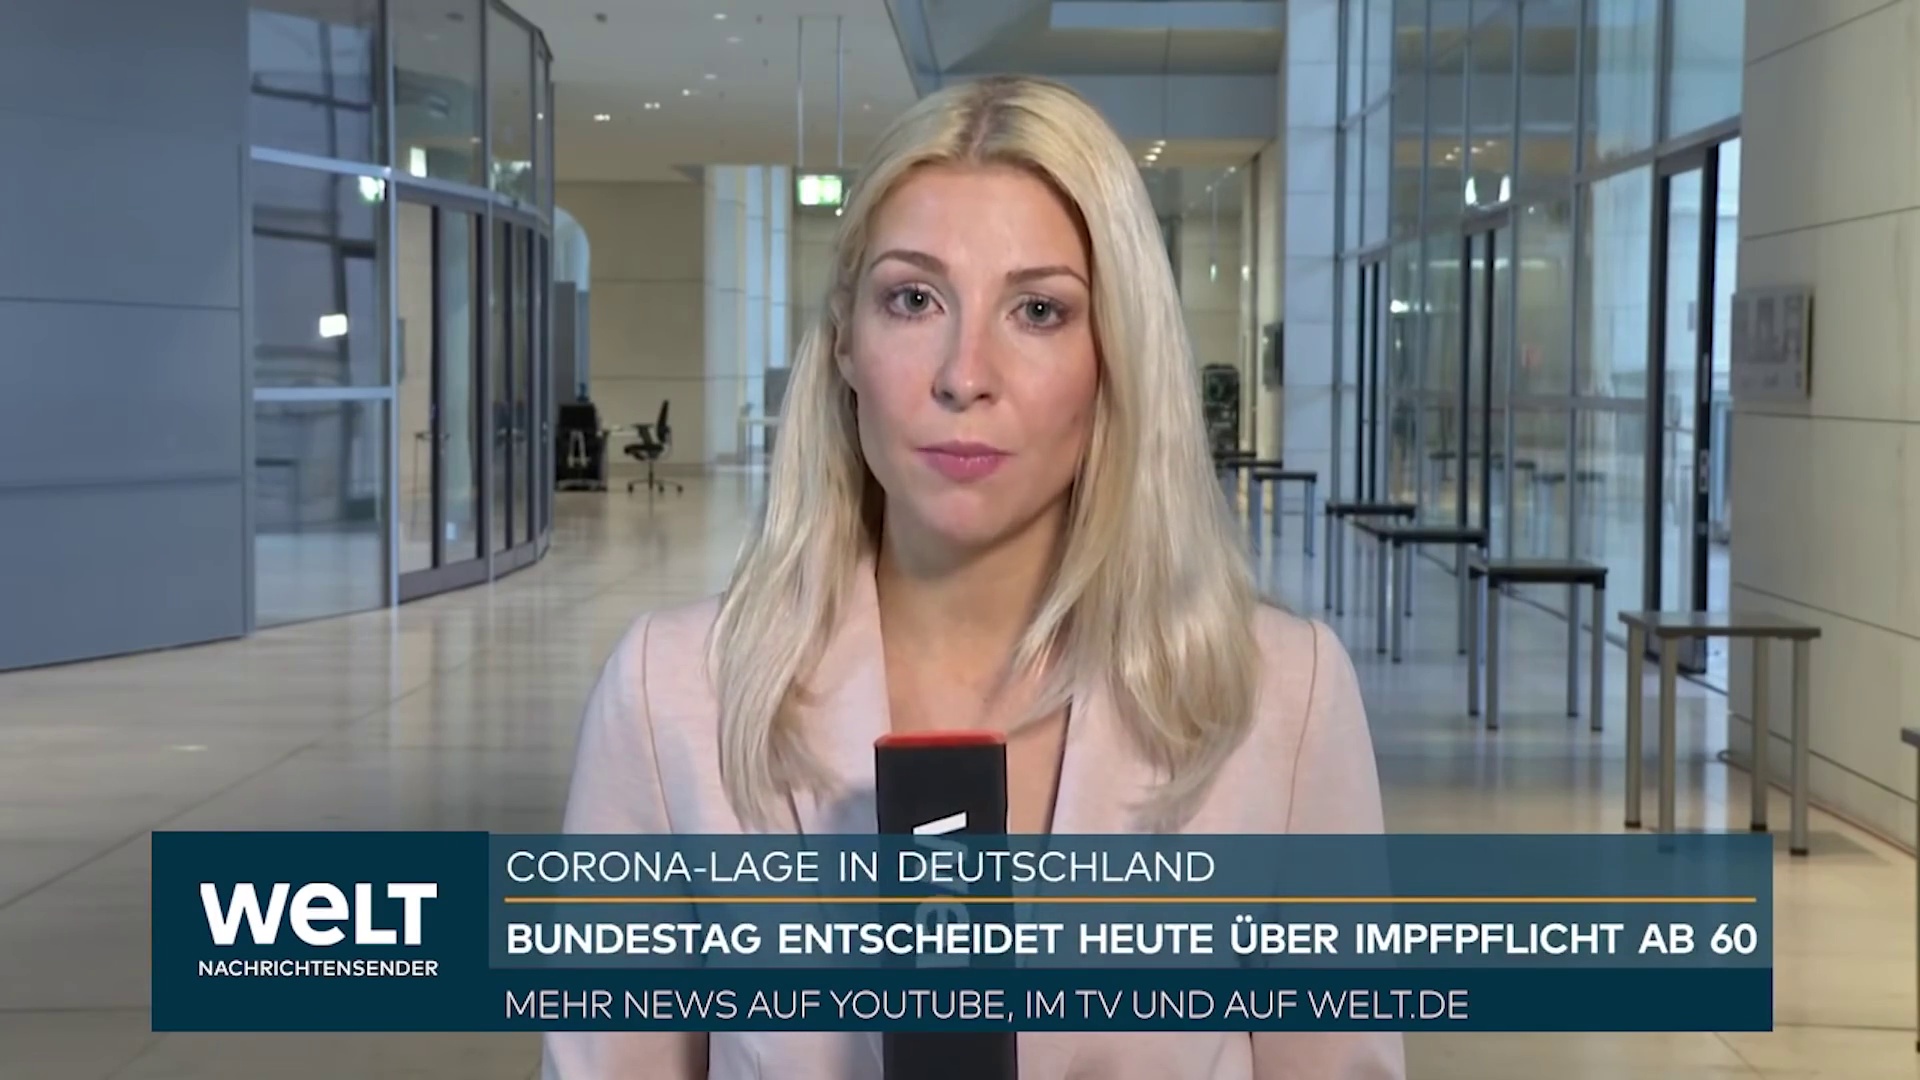 CORONA-LAGE IN DEUTSCHLAND
BUNDESTAG ENTSCHEIDET HEUTE ÜBER IMPFPFLICHT AB 60
MEHR NEWS AUF YOUTUBE, IM TV UND AUF WELT.DE
WELT
NACHRICHTENSENDER
welt